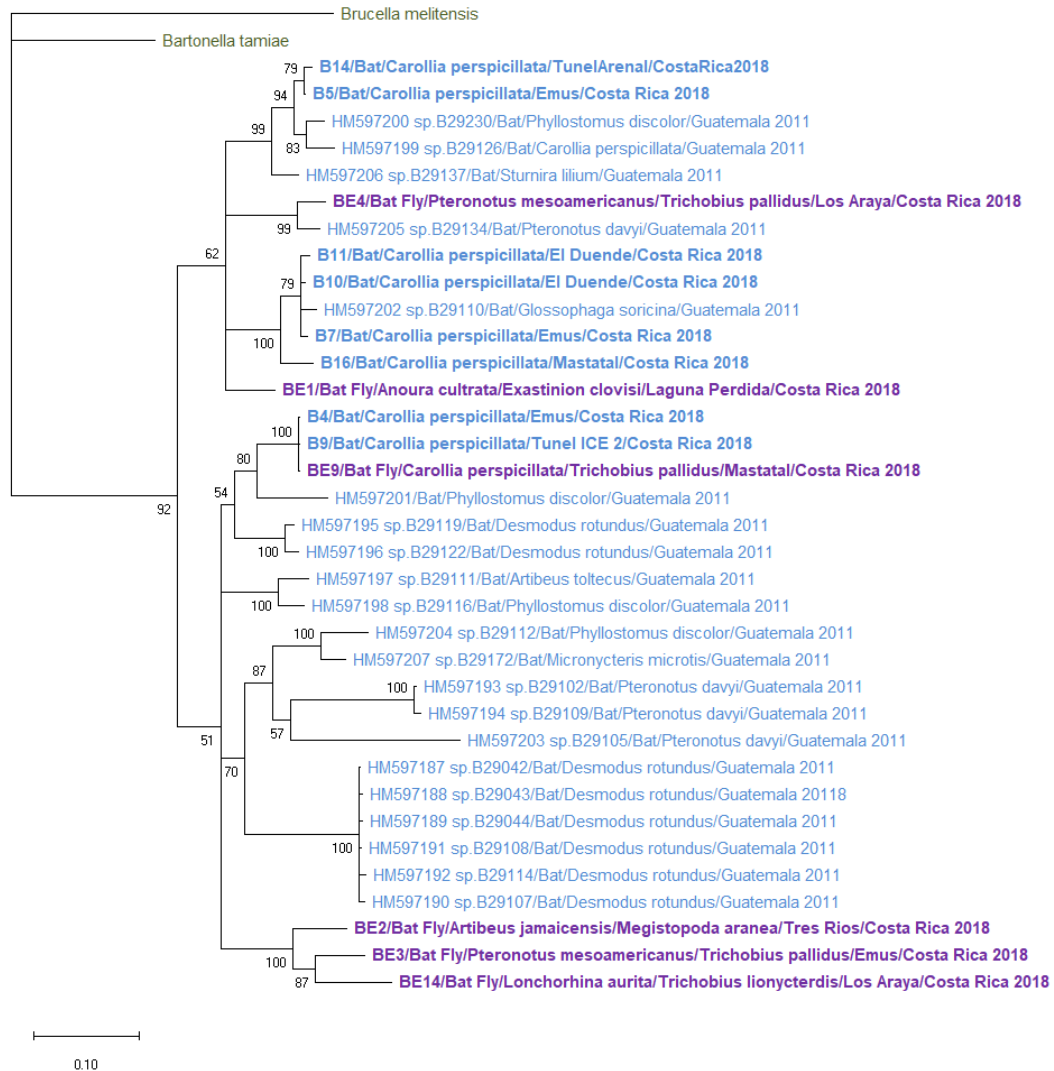 Brucella melitensis
Bartonella tamiae
79
B14/Bat/Carollia perspicillata/TunelArenal/CostaRica2018
B5/Bat/Carollia perspicillata/Emus/Costa Rica 2018
94
HM597200 sp.B29230/Bat/Phyllostomus discolor/Guatemala 2011
99
83
HM597199 sp.B29126/Bat/Carollia perspicillata/Guatemala 2011
HM597206 sp.B29137/Bat/Sturnira lilium/Guatemala 2011
BE4/Bat Fly/Pteronotus mesoamericanus/Trichobius pallidus/Los Araya/Costa Rica 2018
99
HM597205 sp.B29134/Bat/Pteronotus davyi/Guatemala 2011
62
B11/Bat/Carollia perspicillata/El Duende/Costa Rica 2018
79
B10/Bat/Carollia perspicillata/El Duende/Costa Rica 2018
HM597202 sp.B29110/Bat/Glossophaga soricina/Guatemala 2011
B7/Bat/Carollia perspicillata/Emus/Costa Rica 2018
100
B16/Bat/Carollia perspicillata/Mastatal/Costa Rica 2018
BE1/Bat Fly/Anoura cultrata/Exastinion clovisi/Laguna Perdida/Costa Rica 2018
B4/Bat/Carollia perspicillata/Emus/Costa Rica 2018
100
B9/Bat/Carollia perspicillata/Tunel ICE 2/Costa Rica 2018
80
BE9/Bat Fly/Carollia perspicillata/Trichobius pallidus/Mastatal/Costa Rica 2018
54
HM597201/Bat/Phyllostomus discolor/Guatemala 2011
92
HM597195 sp.B29119/Bat/Desmodus rotundus/Guatemala 2011
100
HM597196 sp.B29122/Bat/Desmodus rotundus/Guatemala 2011
HM597197 sp.B29111/Bat/Artibeus toltecus/Guatemala 2011
100
HM597198 sp.B29116/Bat/Phyllostomus discolor/Guatemala 2011
100
HM597204 sp.B29112/Bat/Phyllostomus discolor/Guatemala 2011
87
HM597207 sp.B29172/Bat/Micronycteris microtis/Guatemala 2011
100
HM597193 sp.B29102/Bat/Pteronotus davyi/Guatemala 2011
HM597194 sp.B29109/Bat/Pteronotus davyi/Guatemala 2011
57
51
HM597203 sp.B29105/Bat/Pteronotus davyi/Guatemala 2011
70
HM597187 sp.B29042/Bat/Desmodus rotundus/Guatemala 2011
HM597188 sp.B29043/Bat/Desmodus rotundus/Guatemala 20118
HM597189 sp.B29044/Bat/Desmodus rotundus/Guatemala 2011
100
HM597191 sp.B29108/Bat/Desmodus rotundus/Guatemala 2011
HM597192 sp.B29114/Bat/Desmodus rotundus/Guatemala 2011
HM597190 sp.B29107/Bat/Desmodus rotundus/Guatemala 2011
BE2/Bat Fly/Artibeus jamaicensis/Megistopoda aranea/Tres Rios/Costa Rica 2018
100
BE3/Bat Fly/Pteronotus mesoamericanus/Trichobius pallidus/Emus/Costa Rica 2018
87
BE14/Bat Fly/Lonchorhina aurita/Trichobius lionycterdis/Los Araya/Costa Rica 2018
0.10